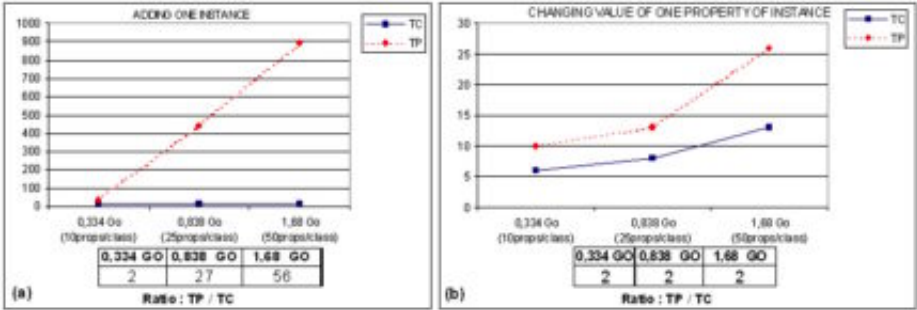 ADDING ONE INSTANCE
TC
TP
1000
900
800
700
600
500
400
300
200
100
0
0,334 Go 0,838 Go 1,68 Go
(10props/class) (25props/class) (50props/class)
0,334 GO 0,838 GO 1,68 GO
2 27 56
(a) Ratio : TP / TC
CHANGING VALUE OF ONE PROPERTY OF INSTANCE
TC
TP
30
25
20
15
10
5
0
0,334 Go 0,838 Go 1,68 Go
(10props/class) (25props/class) (50props/class)
0,334 GO 0,838 GO 1,68 GO
2 2 2
(b) Ratio : TP / TC